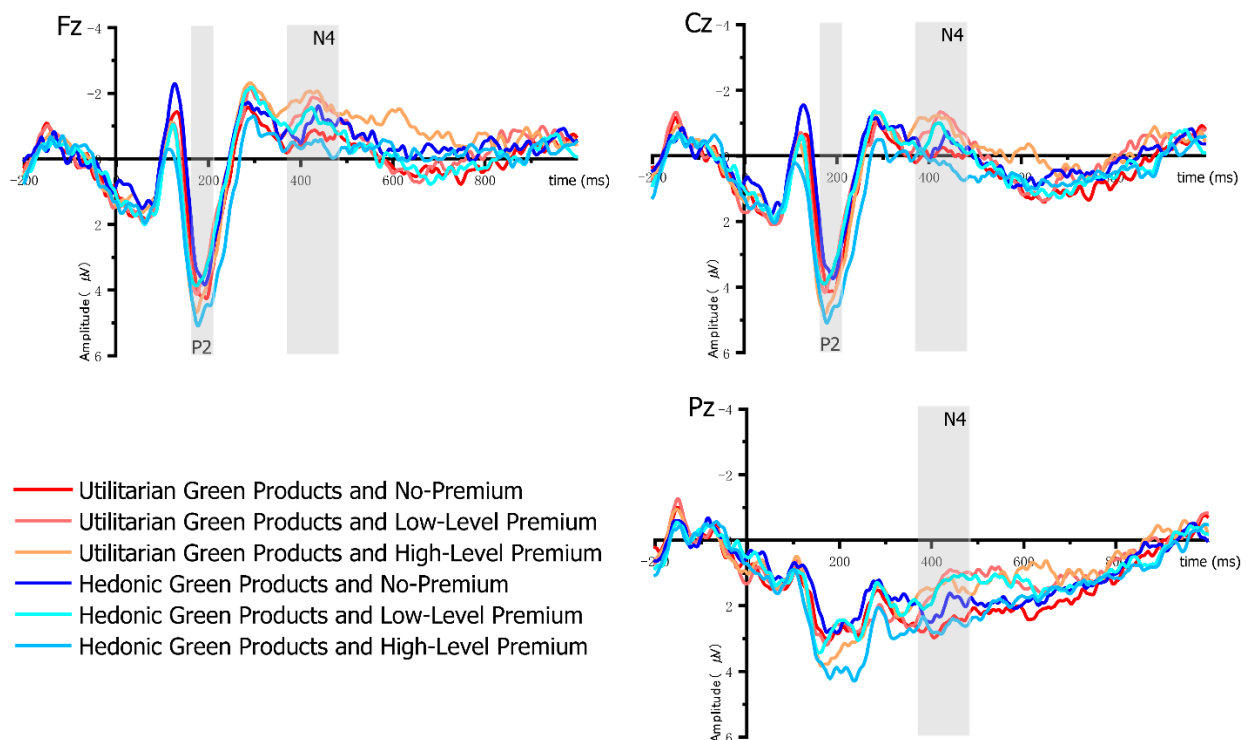 Fz
N4
-4
-2
-200
200
400
600
800
time (ms)
2
4
6
Amplitude( μV)
P2
Cz
N4
-4
-2
-200
200
400
800
time (ms)
2
4
6
Amplitude( μV)
P2
Pz
N4
-4
-2
200
400
600
time (ms)
2
4
6
Amplitude( μV)
Utilitarian Green Products and No-Premium
Utilitarian Green Products and Low-Level Premium
Utilitarian Green Products and High-Level Premium
Hedonic Green Products and No-Premium
Hedonic Green Products and Low-Level Premium
Hedonic Green Products and High-Level Premium